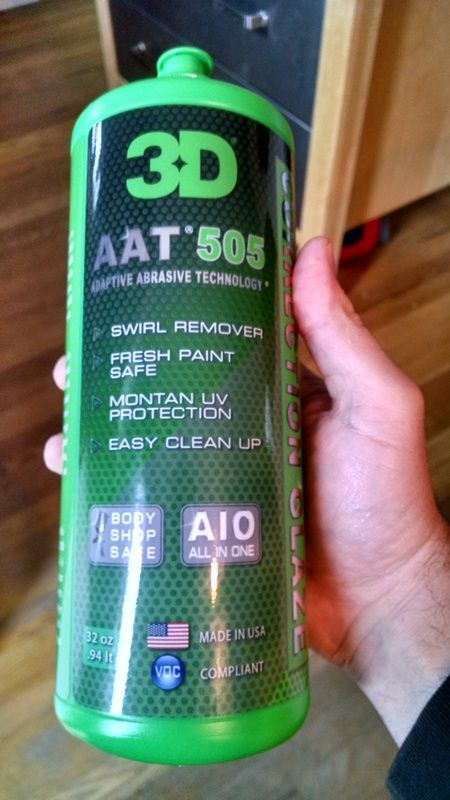 3D
AAT® 505
ADAPTIVE ABRASIVE TECHNOLOGY®
SWIRL REMOVER
FRESH PAINT
SAFE
MONTAN UV
PROTECTION
EASY CLEAN UP
BODY
SHOP
SAFE
AIO
ALL IN ONE
32 oz
.94 lt
MADE IN USA
VOC
COMPLIANT
CORRECTION GLAZE